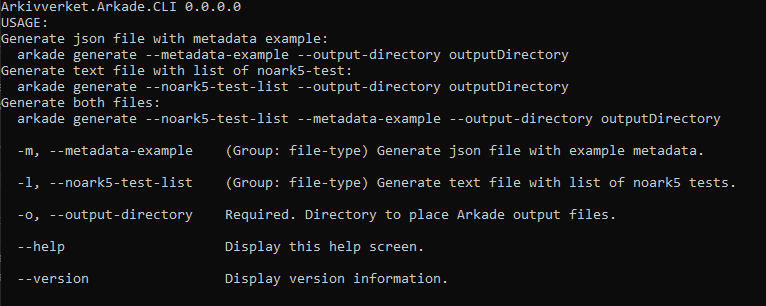 Arkivverket.Arkade.CLI 0.0.0.0
USAGE:
Generate json file with metadata example:
  arkade generate --metadata-example --output-directory outputDirectory
Generate text file with list of noark5-test:
  arkade generate --noark5-test-list --output-directory outputDirectory
Generate both files:
  arkade generate --noark5-test-list --metadata-example --output-directory outputDirectory
  -m, --metadata-example    (Group: file-type) Generate json file with example metadata.
  -l, --noark5-test-list    (Group: file-type) Generate text file with list of noark5 tests.
  -o, --output-directory    Required. Directory to place Arkade output files.
  --help                    Display this help screen.
  --version                 Display version information.